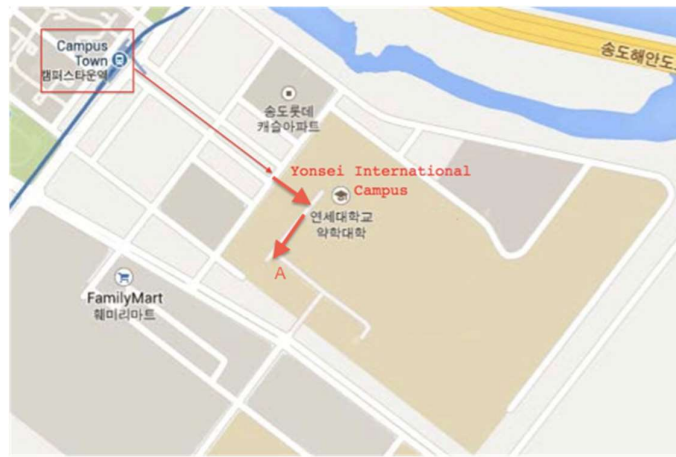 Campus
Town
캠퍼스타운역
송도해안도
송도롯데
캐슬아파트
Yonsei International
Campus
연세대학교
약학대학
A
FamilyMart
훼미리마트